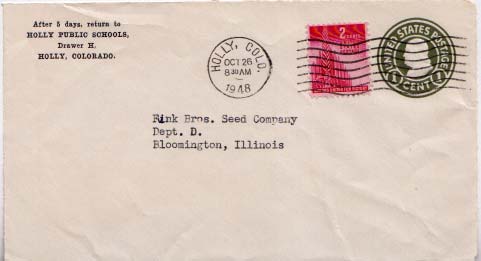 After 5 days, return to
HOLLY PUBLIC SCHOOLS,
Drawer H.
HOLLY, COLORADO.
HOLLY, COLO.
OCT 26
8 30 AM
1948
2 CENTS
UNITED STATES POSTAGE
1 CENT 1
Rink Bros. Seed Company
Dept. D.
Bloomington, Illinois